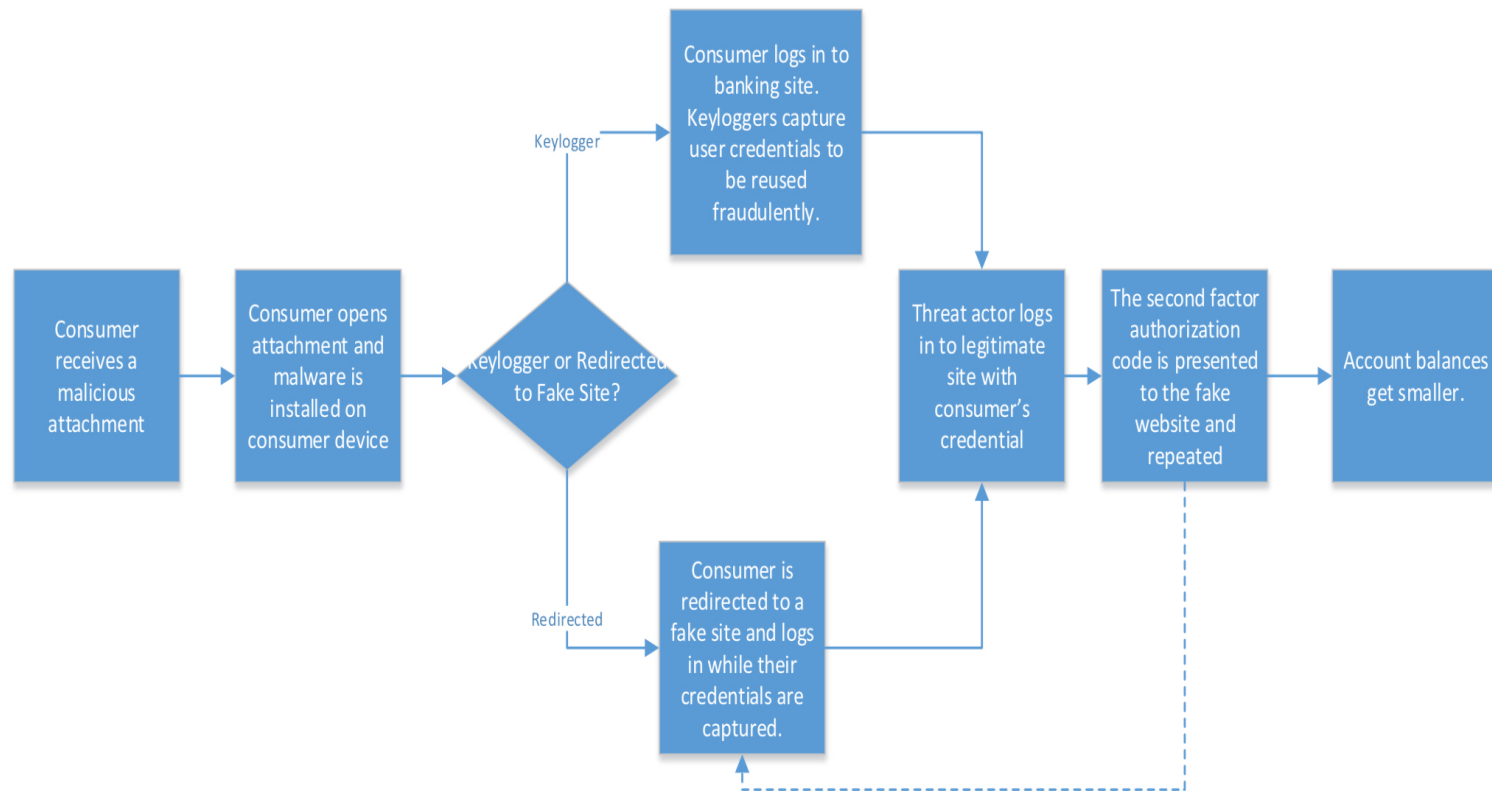 Consumer
receives a
malicious
attachment
Consumer opens
attachment and
malware is
installed on
consumer device
Keylogger or Redirected
to Fake Site?
Keylogger
Consumer logs in to
banking site.
Keyloggers capture
user credentials to
be reused
fraudulently.
Redirected
Consumer is
redirected to a
fake site and logs
in while their
credentials are
captured.
Threat actor logs
in to legitimate
site with
consumer’s
credential
The second factor
authorization
code is presented
to the fake
website and
repeated
Account balances
get smaller.